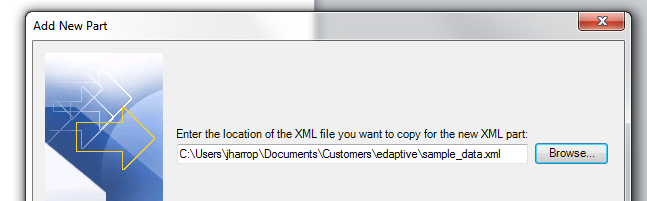 Add New Part
Enter the location of the XML file you want to copy for the new XML part:
C:\Users\jharrop\Documents\Customers\edaptive\sample_data.xml
Browse...